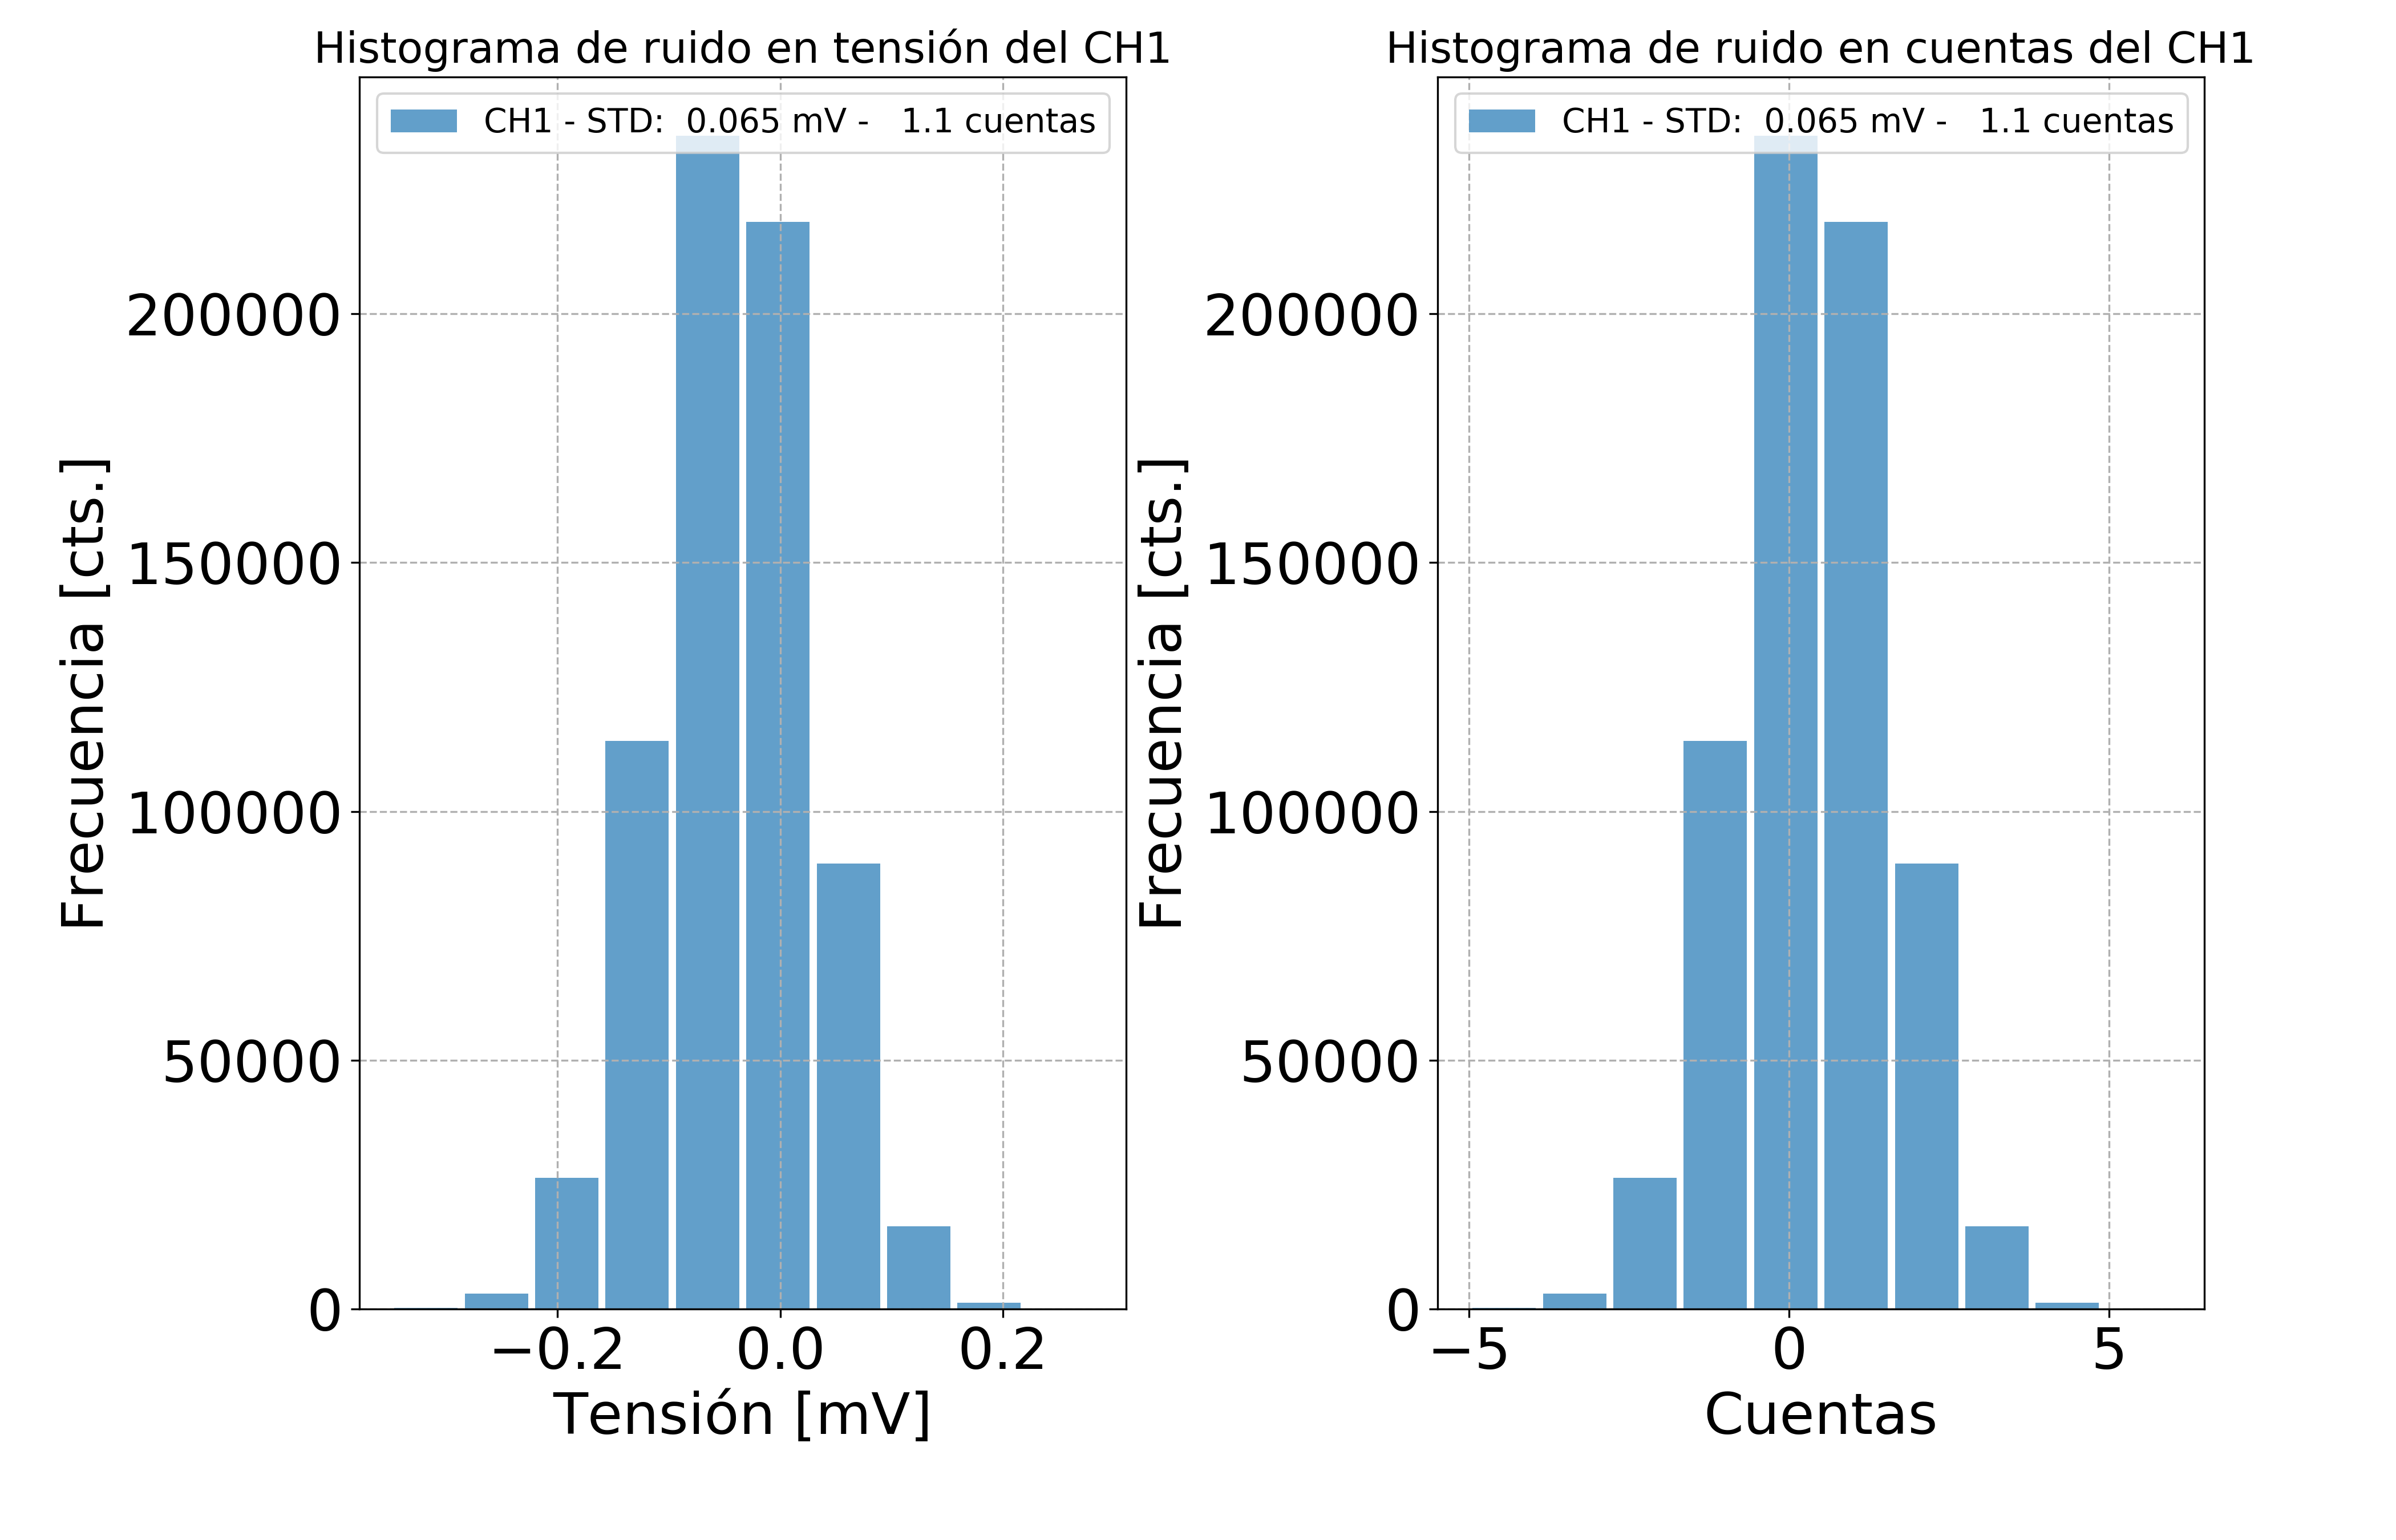 Histograma de ruido en tensión del CH1
CH1 - STD:  0.065 mV -   1.1 cuentas
Frecuencia [cts.]
200000
150000
100000
50000
0
−0.2
0.0
0.2
Tensión [mV]
Histograma de ruido en cuentas del CH1
CH1 - STD:  0.065 mV -   1.1 cuentas
Frecuencia [cts.]
200000
150000
100000
50000
0
−5
0
5
Cuentas